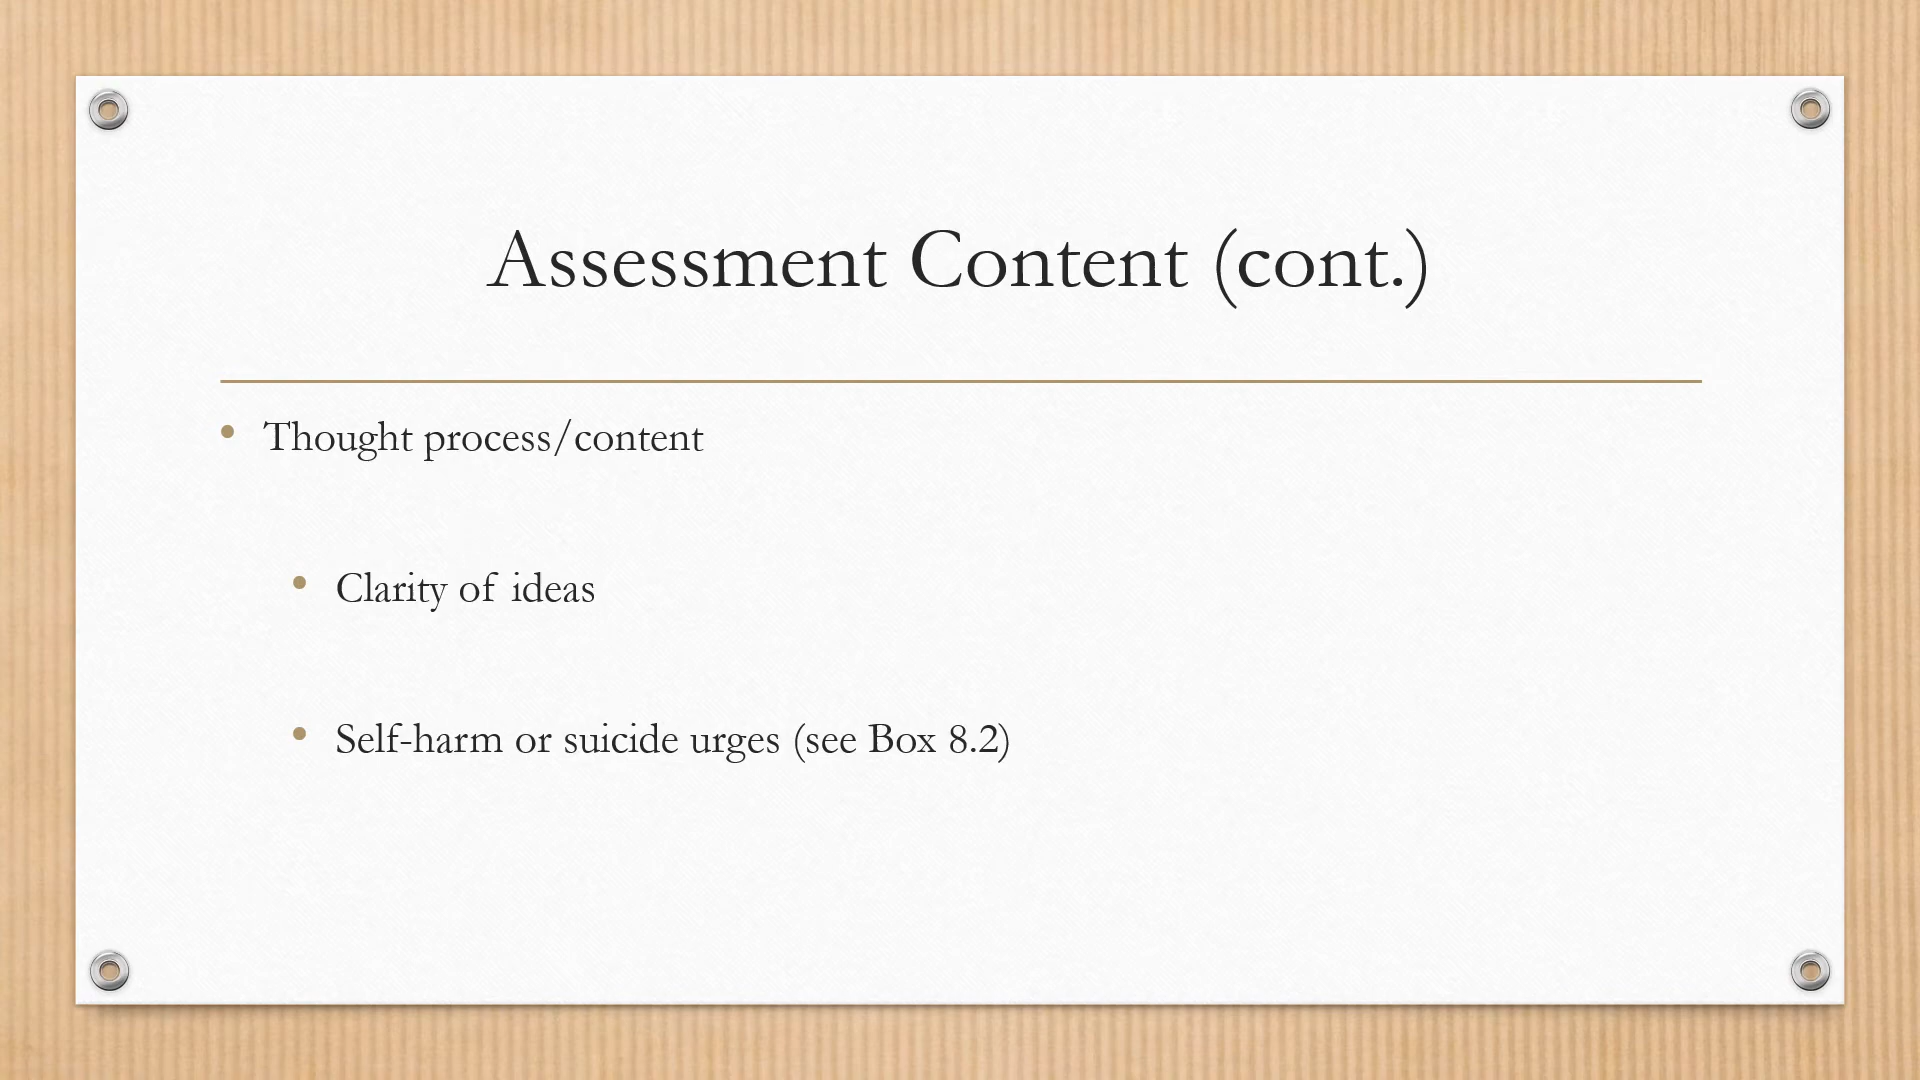 Assessment Content (cont.)
• Thought process/content
• Clarity of ideas
• Self-harm or suicide urges (see Box 8.2)